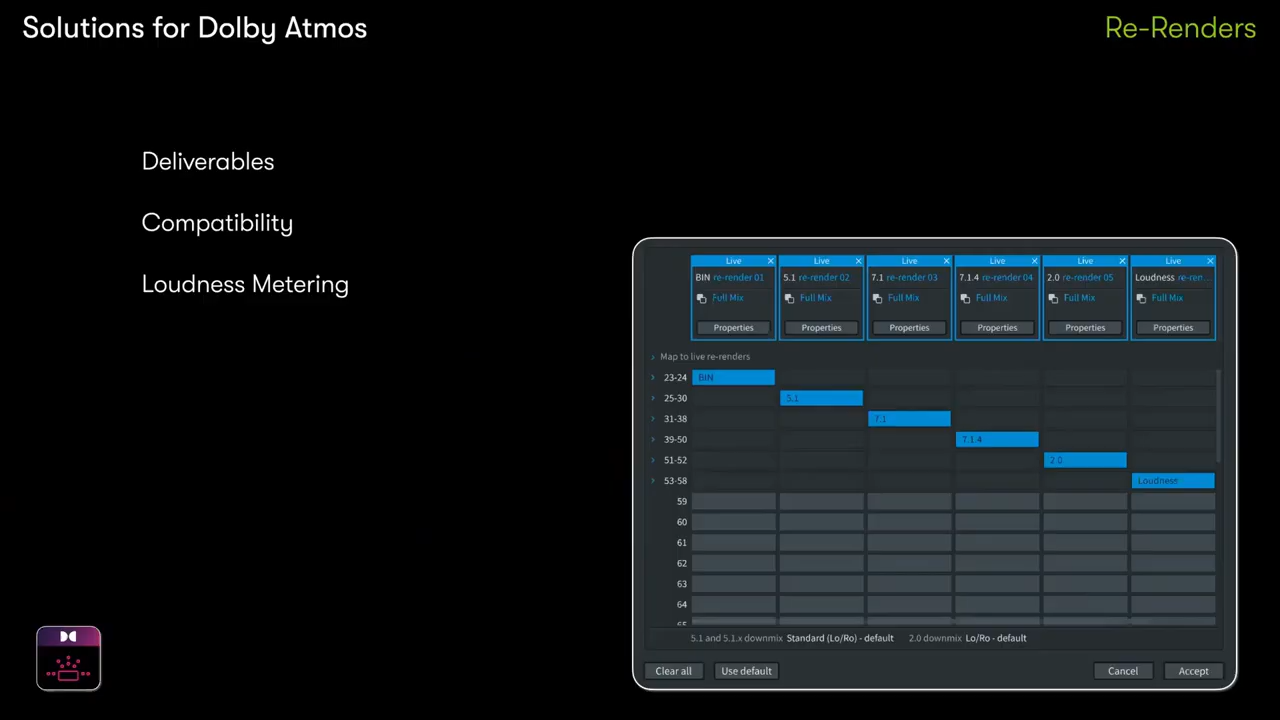 Solutions for Dolby Atmos
Re-Renders
Deliverables
Compatibility
Loudness Metering
Live × Live × Live × Live × Live × Live ×
BIN re-render 01 5.1 re-render 02 7.1 re-render 03 7.1.4 re-render 04 2.0 re-render 05 Loudness re-ren...
Full Mix Full Mix Full Mix Full Mix Full Mix Full Mix
Properties Properties Properties Properties Properties Properties
> Map to live re-renders
> 23-24 BIN
> 25-30 5.1
> 31-38 7.1
> 39-50 7.1.4
> 51-52 2.0
> 53-58 Loudness
59
60
61
62
63
64
65
5.1 and 5.1.x downmix Standard (Lo/Ro) - default 2.0 downmix Lo/Ro - default
Clear all Use default Cancel Accept